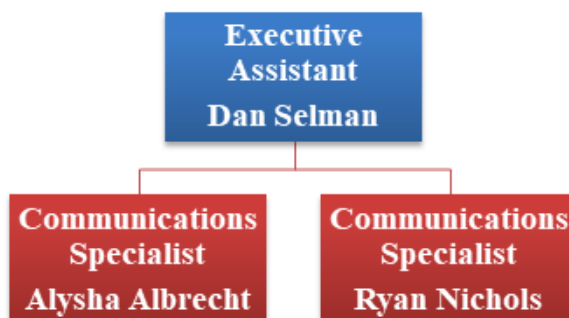 Executive
Assistant
Dan Selman
Communications
Specialist
Alysha Albrecht
Communications
Specialist
Ryan Nichols